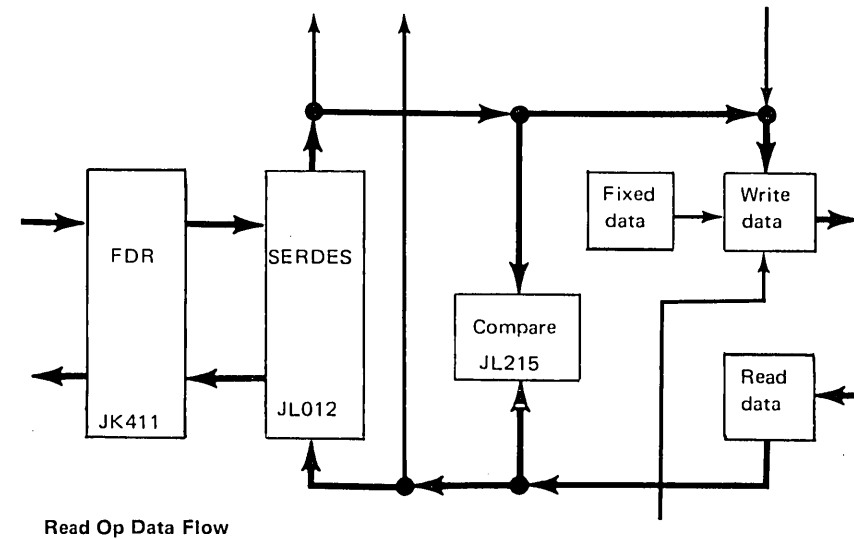 Fixed
data
Write
data
FDR
SERDES
Compare
JL215
Read
data
JL012
JK411
Read Op Data Flow